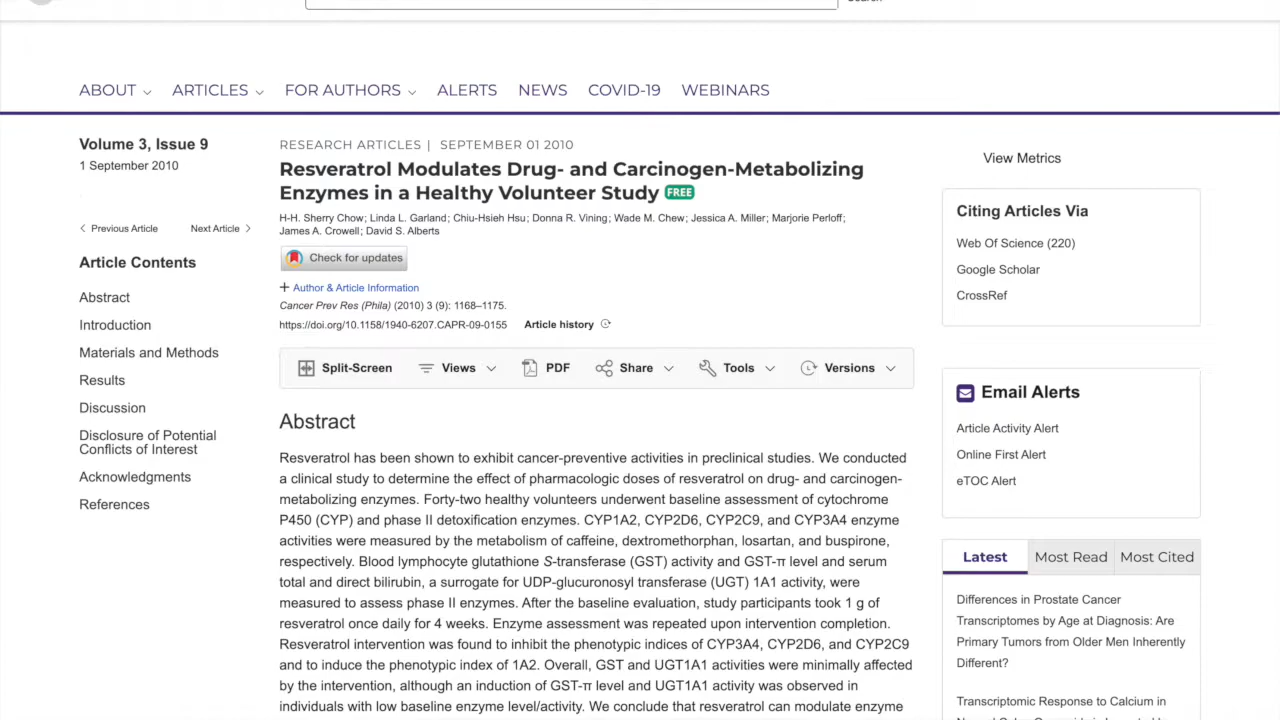 ABOUT ARTICLES FOR AUTHORS ALERTS NEWS COVID-19 WEBINARS
Volume 3, Issue 9
1 September 2010
Previous Article Next Article
Article Contents
Abstract
Introduction
Materials and Methods
Results
Discussion
Disclosure of Potential
Conflicts of Interest
Acknowledgments
References
RESEARCH ARTICLES | SEPTEMBER 01 2010
Resveratrol Modulates Drug- and Carcinogen-Metabolizing
Enzymes in a Healthy Volunteer Study FREE
H-H. Sherry Chow; Linda L. Garland; Chiu-Hsieh Hsu; Donna R. Vining; Wade M. Chew; Jessica A. Miller; Marjorie Perloff;
James A. Crowell; David S. Alberts
Check for updates
+ Author & Article Information
Cancer Prev Res (Phila) (2010) 3 (9): 1168–1175.
https://doi.org/10.1158/1940-6207.CAPR-09-0155 Article history
Split-Screen Views PDF Share Tools Versions
Abstract
Resveratrol has been shown to exhibit cancer-preventive activities in preclinical studies. We conducted
a clinical study to determine the effect of pharmacologic doses of resveratrol on drug- and carcinogen-
metabolizing enzymes. Forty-two healthy volunteers underwent baseline assessment of cytochrome
P450 (CYP) and phase II detoxification enzymes. CYP1A2, CYP2D6, CYP2C9, and CYP3A4 enzyme
activities were measured by the metabolism of caffeine, dextromethorphan, losartan, and buspirone,
respectively. Blood lymphocyte glutathione S-transferase (GST) activity and GST-π level and serum
total and direct bilirubin, a surrogate for UDP-glucuronosyl transferase (UGT) 1A1 activity, were
measured to assess phase II enzymes. After the baseline evaluation, study participants took 1 g of
resveratrol once daily for 4 weeks. Enzyme assessment was repeated upon intervention completion.
Resveratrol intervention was found to inhibit the phenotypic indices of CYP3A4, CYP2D6, and CYP2C9
and to induce the phenotypic index of 1A2. Overall, GST and UGT1A1 activities were minimally affected
by the intervention, although an induction of GST-π level and UGT1A1 activity was observed in
individuals with low baseline enzyme level/activity. We conclude that resveratrol can modulate enzyme
View Metrics
Citing Articles Via
Web Of Science (220)
Google Scholar
CrossRef
Email Alerts
Article Activity Alert
Online First Alert
eTOC Alert
Latest Most Read Most Cited
Differences in Prostate Cancer
Transcriptomes by Age at Diagnosis: Are
Primary Tumors from Older Men Inherently
Different?
Transcriptomic Response to Calcium in